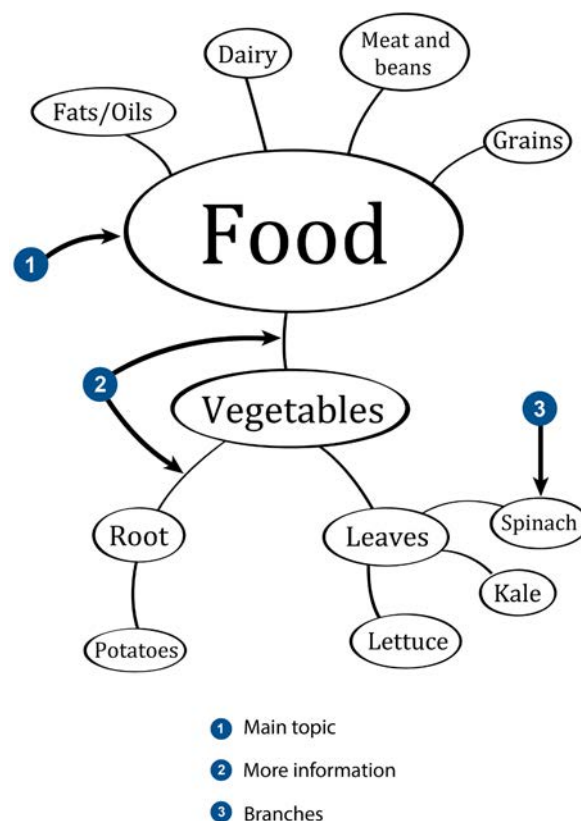 Meat and
beans
Dairy
Fats/Oils
Grains
Food
1
2
Vegetables
3
Spinach
Root
Leaves
Kale
Lettuce
Potatoes
1 Main topic
2 More information
3 Branches